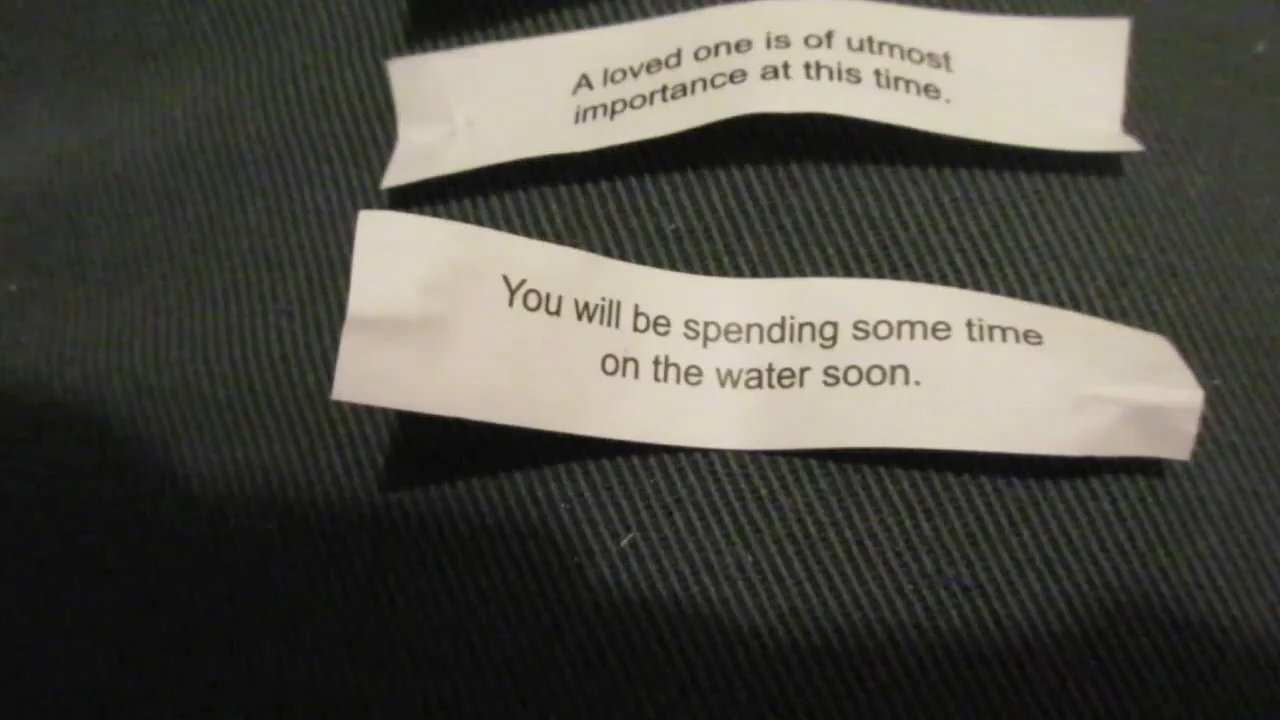 A loved one is of utmost
importance at this time.
You will be spending some time
on the water soon.